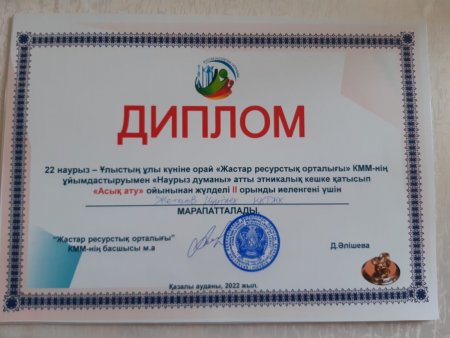 ДИПЛОМ
22 наурыз – Ұлыстың ұлы күніне орай «Жастар ресурстық орталығы» КММ-нің
ұйымдастыруымен «Наурыз думаны» атты этникалық кешке қатысып
«Асық ату» ойынынан жүлделі II орынды иеленгені үшін
МАРАПАТТАЛАДЫ.
"Жастар ресурстық орталығы"
КММ-нің басшысы м.а
Д.Әлішева
Қазалы ауданы, 2022 жыл.